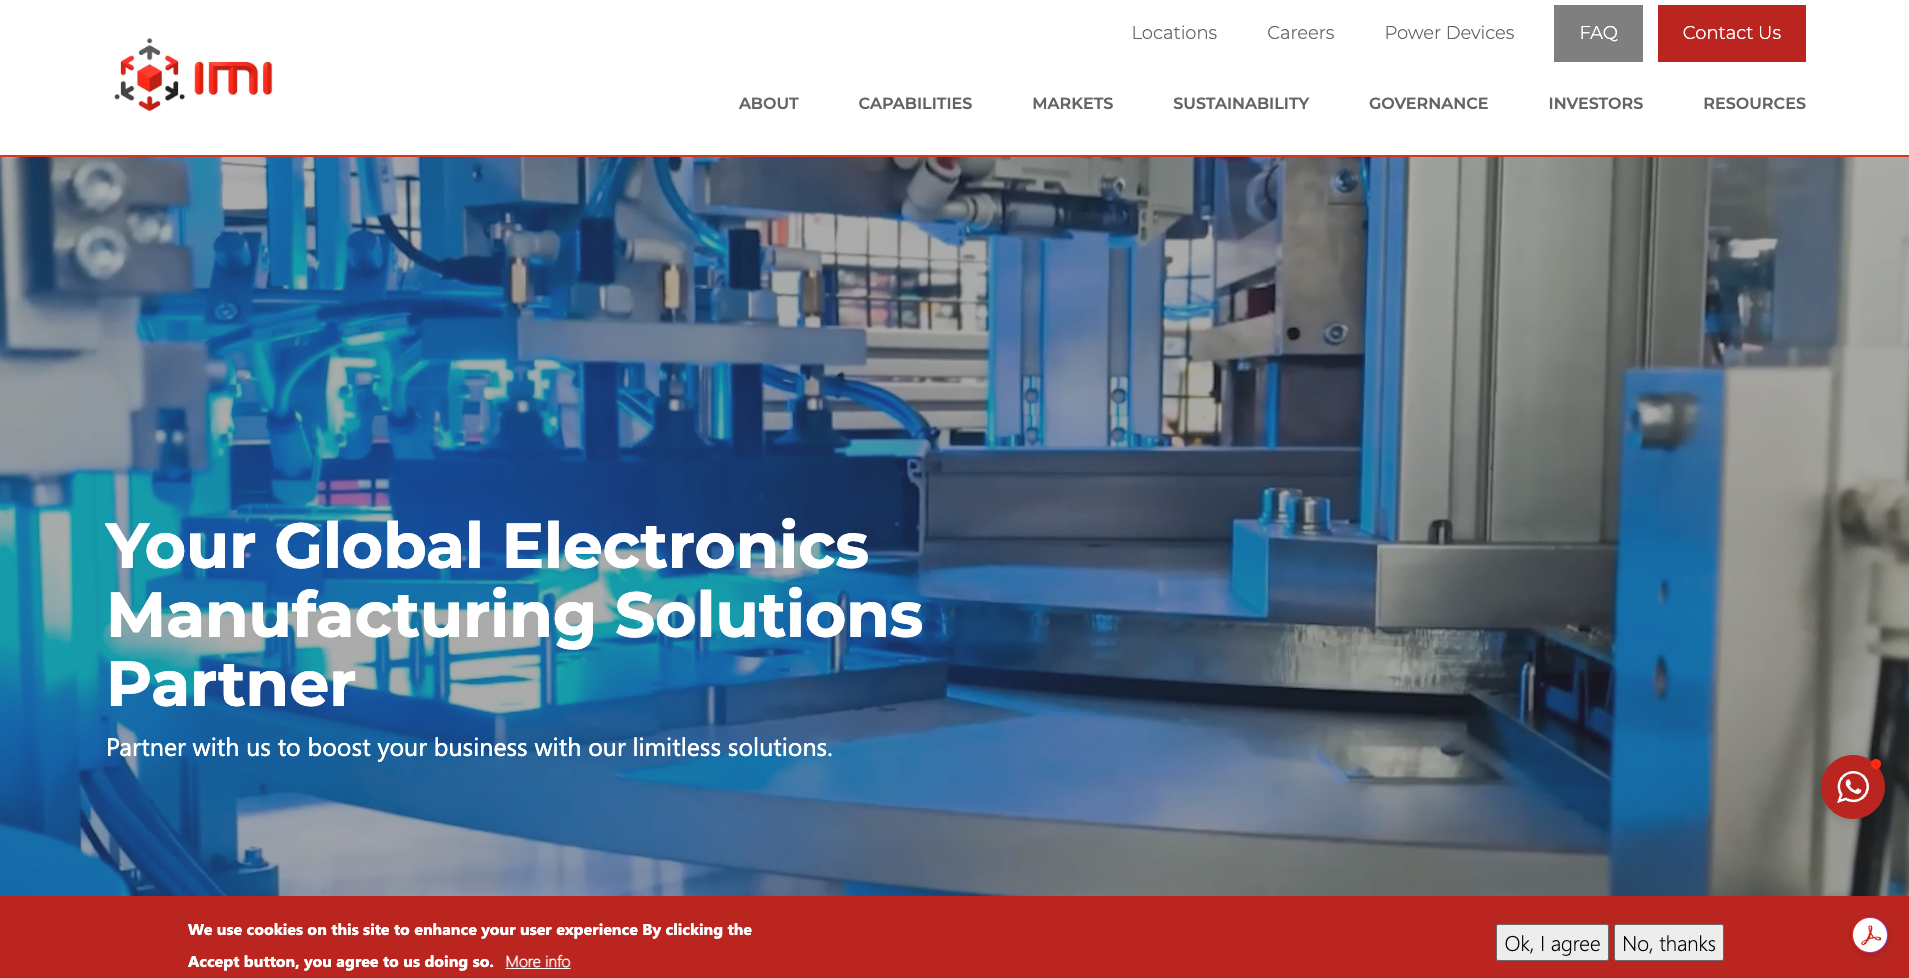 Locations Careers Power Devices FAQ Contact Us
IMI
ABOUT CAPABILITIES MARKETS SUSTAINABILITY GOVERNANCE INVESTORS RESOURCES
Your Global Electronics
Manufacturing Solutions
Partner
Partner with us to boost your business with our limitless solutions.
We use cookies on this site to enhance your user experience By clicking the
Accept button, you agree to us doing so. More info
Ok, I agree No, thanks